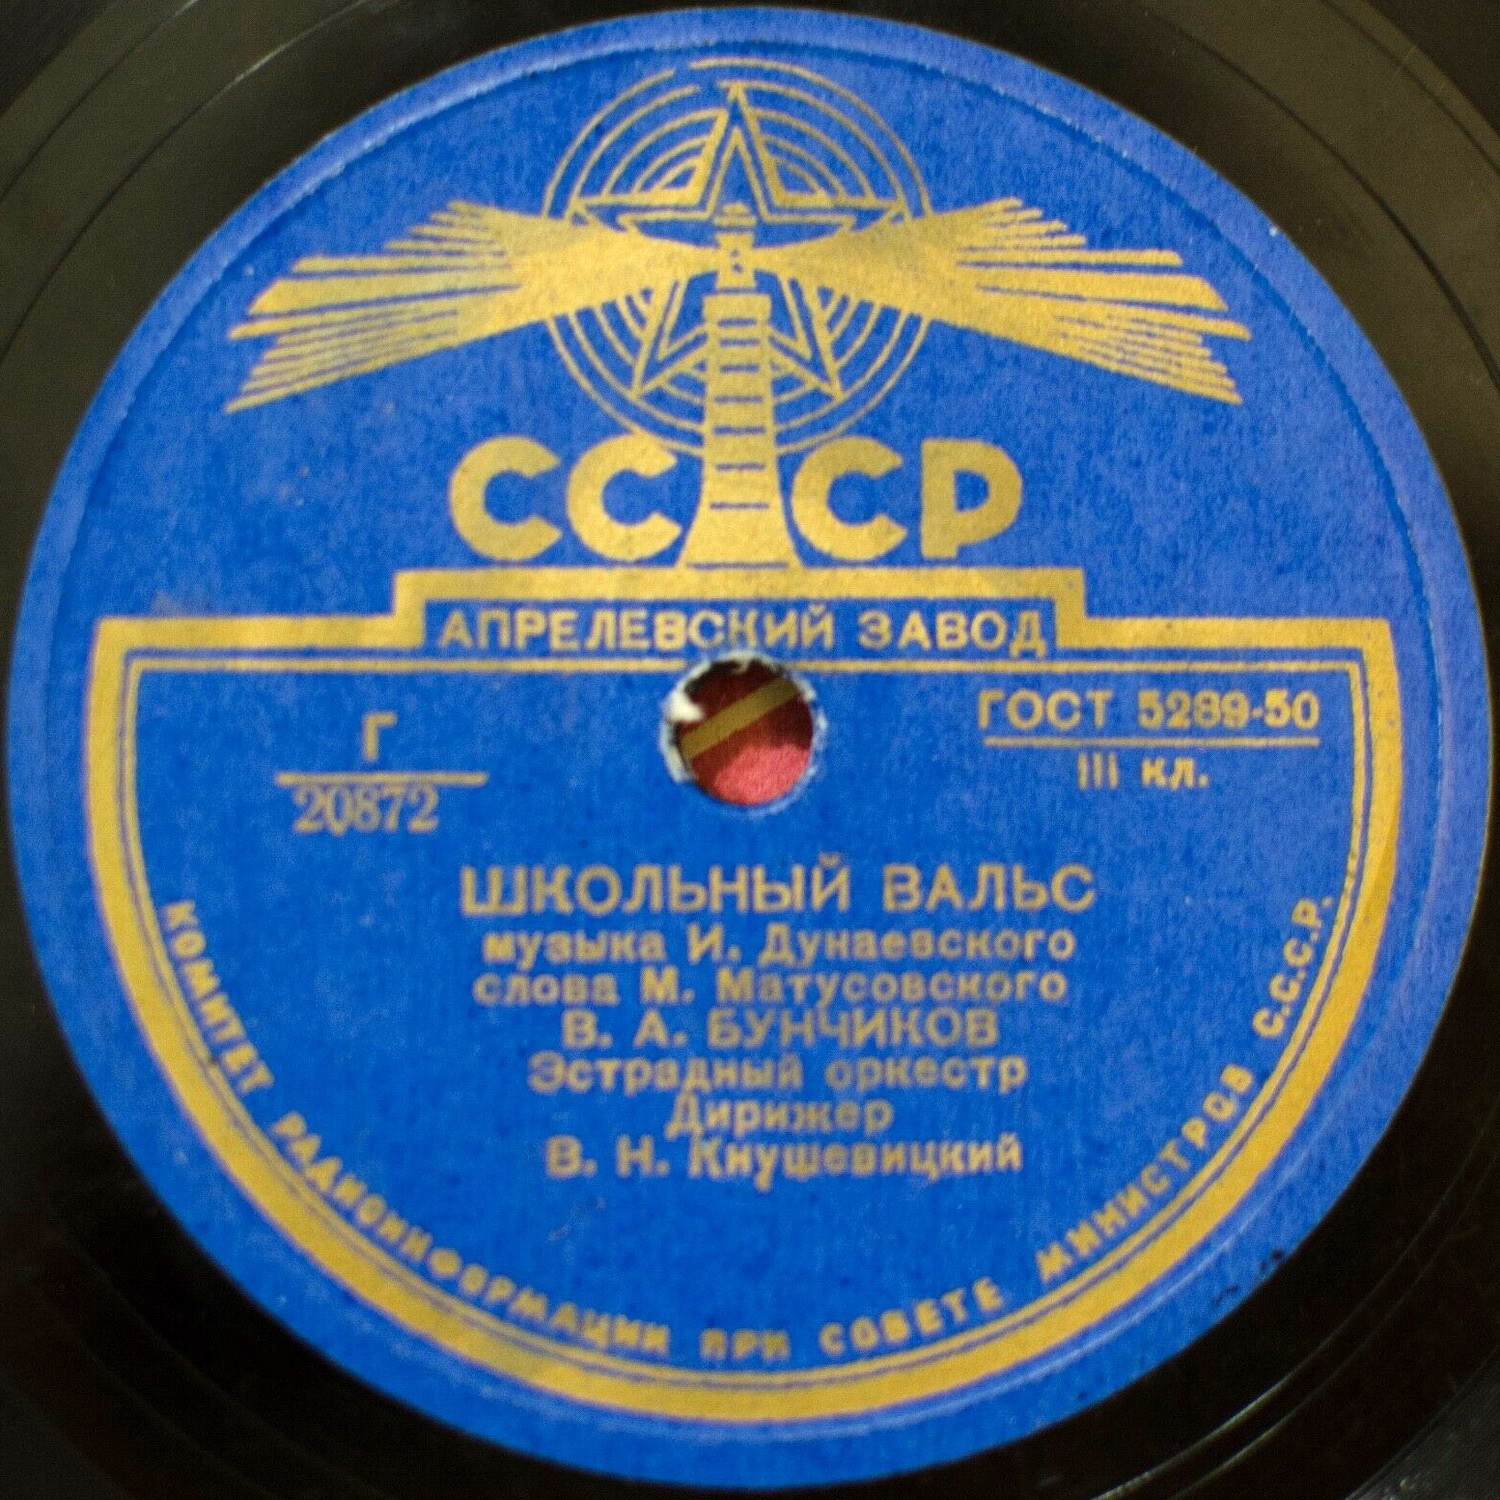 СССР
АПРЕЛЕВСКИЙ ЗАВОД
Г
20872
ГОСТ 5289-50
III кл.
ШКОЛЬНЫЙ ВАЛЬС
музыка И. Дунаевского
слова М. Матусовского
В. А. БУНЧИКОВ
Эстрадный оркестр
Дирижер
В. Н. Кнушевицкий
КОМИТЕТ РАДИОИНФОРМАЦИИ ПРИ СОВЕТЕ МИНИСТРОВ С.С.С.Р.